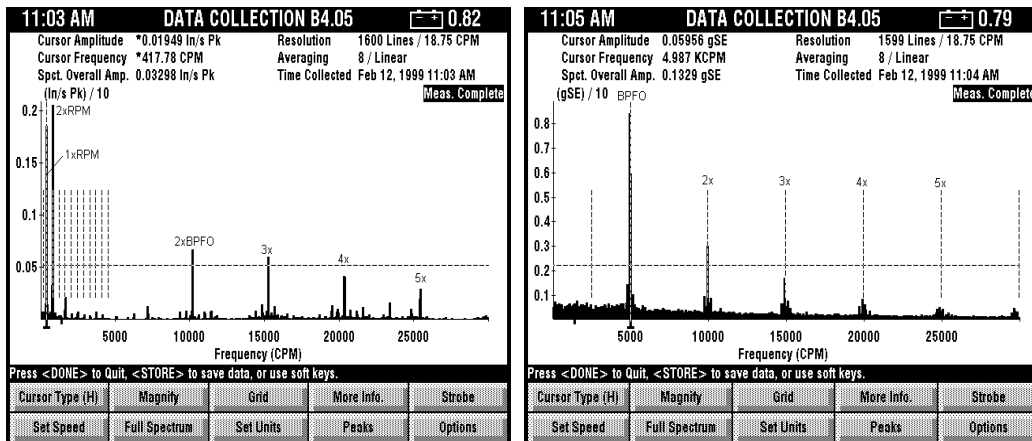 11:03 AM DATA COLLECTION B4.05 - + 0.82
Cursor Amplitude *0.01949 In/s Pk Resolution 1600 Lines / 18.75 CPM
Cursor Frequency *417.78 CPM Averaging 8 / Linear
Spct. Overall Amp. 0.03298 In/s Pk Time Collected Feb 12, 1999 11:03 AM
(In/s Pk) / 10 Meas. Complete
0.2 2xRPM
0.15 1xRPM
0.1
2xBPFO 3x 4x 5x
0.05
5000 10000 15000 20000 25000
Frequency (CPM)
Press <DONE> to Quit, <STORE> to save data, or use soft keys.
Cursor Type (H) Magnify Grid More Info. Strobe
Set Speed Full Spectrum Set Units Peaks Options
11:05 AM DATA COLLECTION B4.05 - + 0.79
Cursor Amplitude 0.05956 gSE Resolution 1599 Lines / 18.75 CPM
Cursor Frequency 4.987 KCPM Averaging 8 / Linear
Spct. Overall Amp. 0.1329 gSE Time Collected Feb 12, 1999 11:04 AM
(gSE) / 10 BPFO Meas. Complete
0.8
0.7
0.6
2x 3x 4x 5x
0.5
0.4
0.3
0.2
0.1
5000 10000 15000 20000 25000
Frequency (CPM)
Press <DONE> to Quit, <STORE> to save data, or use soft keys.
Cursor Type (H) Magnify Grid More Info. Strobe
Set Speed Full Spectrum Set Units Peaks Options